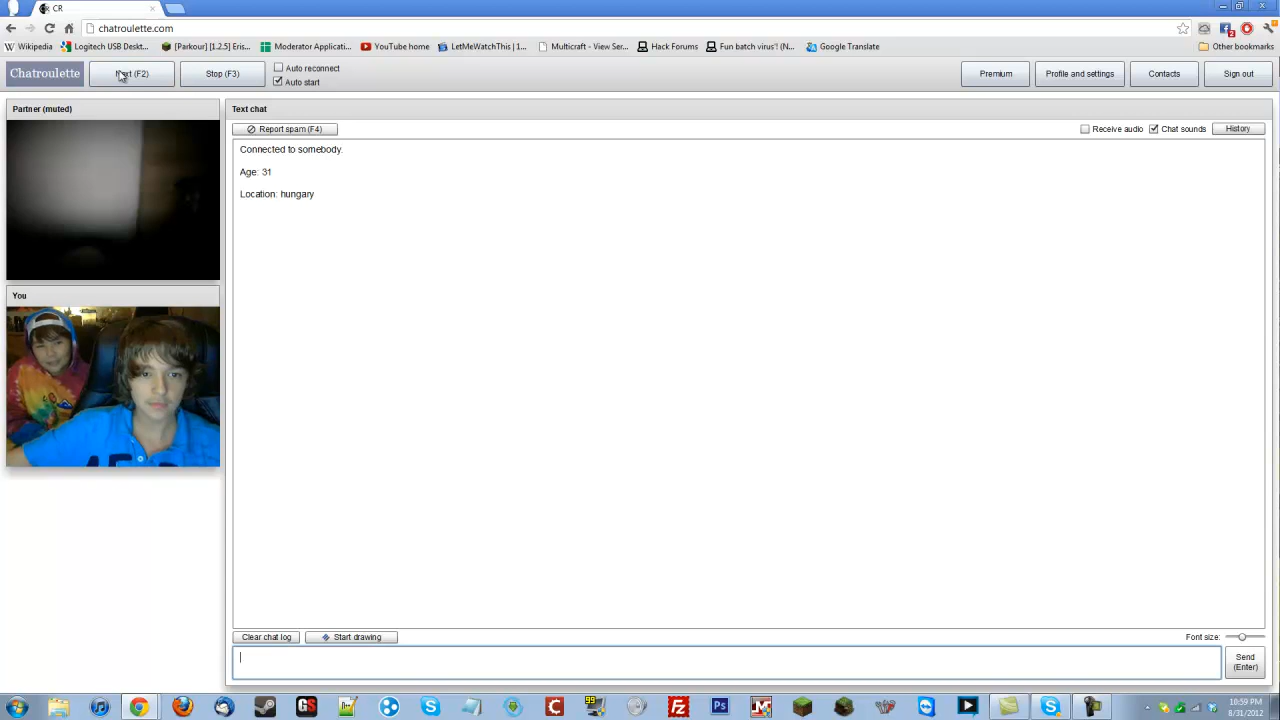 CR
chatroulette.com
Wikipedia
Logitech USB Deskt...
[Parkour] [1.2.5] Eris...
Moderator Applicati...
YouTube home
LetMeWatchThis | 1...
Multicraft - View Ser...
Hack Forums
Fun batch virus'! (N...
Google Translate
Other bookmarks
Chatroulette
Next (F2)
Stop (F3)
Auto reconnect
Auto start
Premium
Profile and settings
Contacts
Sign out
Partner (muted)
Text chat
Report spam (F4)
Receive audio
Chat sounds
History
Connected to somebody.
Age: 31
Location: hungary
You
Clear chat log
Start drawing
Font size:
Send
(Enter)
10:59 PM
8/31/2012